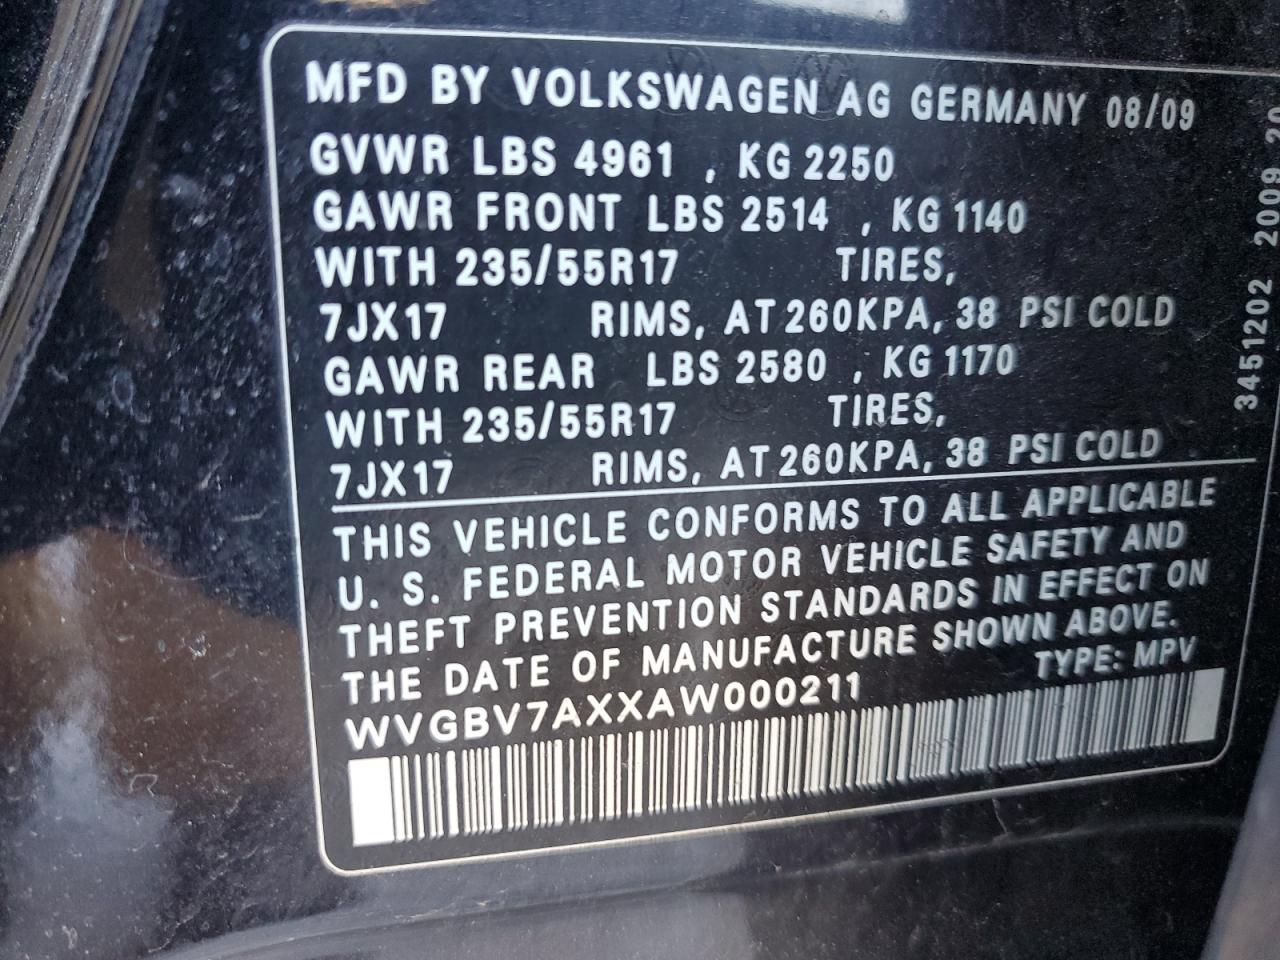 MFD BY VOLKSWAGEN AG GERMANY 08/09
GVWR LBS 4961 , KG 2250
GAWR FRONT LBS 2514 , KG 1140
WITH 235/55R17 TIRES,
7JX17 RIMS, AT 260KPA, 38 PSI COLD
GAWR REAR LBS 2580 , KG 1170
WITH 235/55R17 TIRES,
7JX17 RIMS, AT 260KPA, 38 PSI COLD
THIS VEHICLE CONFORMS TO ALL APPLICABLE
U. S. FEDERAL MOTOR VEHICLE SAFETY AND
THEFT PREVENTION STANDARDS IN EFFECT ON
THE DATE OF MANUFACTURE SHOWN ABOVE.
TYPE: MPV
WVGBV7AXXAW000211
3451202 2009 20